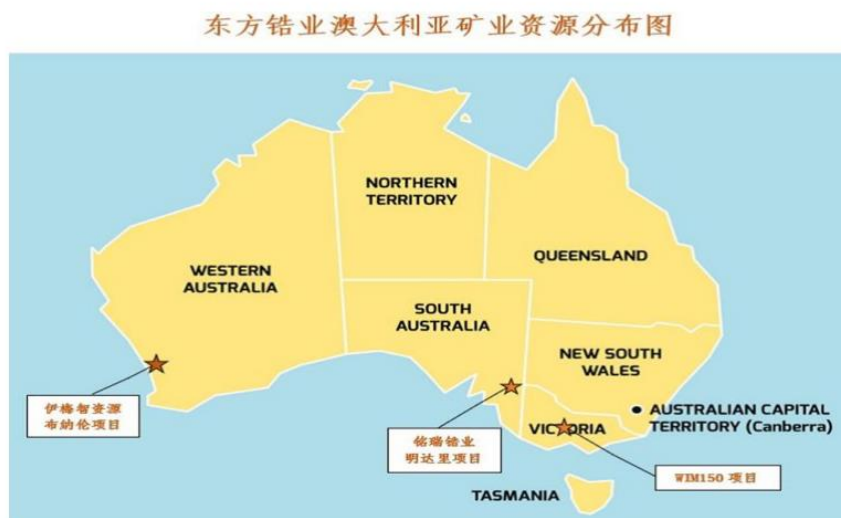 东方锆业澳大利亚矿业资源分布图
NORTHERN
TERRITORY
QUEENSLAND
WESTERN
AUSTRALIA
SOUTH
AUSTRALIA
NEW SOUTH
WALES
伊梅智资源
布纳伦项目
铭瑞锆业
明达里项目
VICTORIA
AUSTRALIAN CAPITAL
TERRITORY (Canberra)
WIM150 项目
TASMANIA